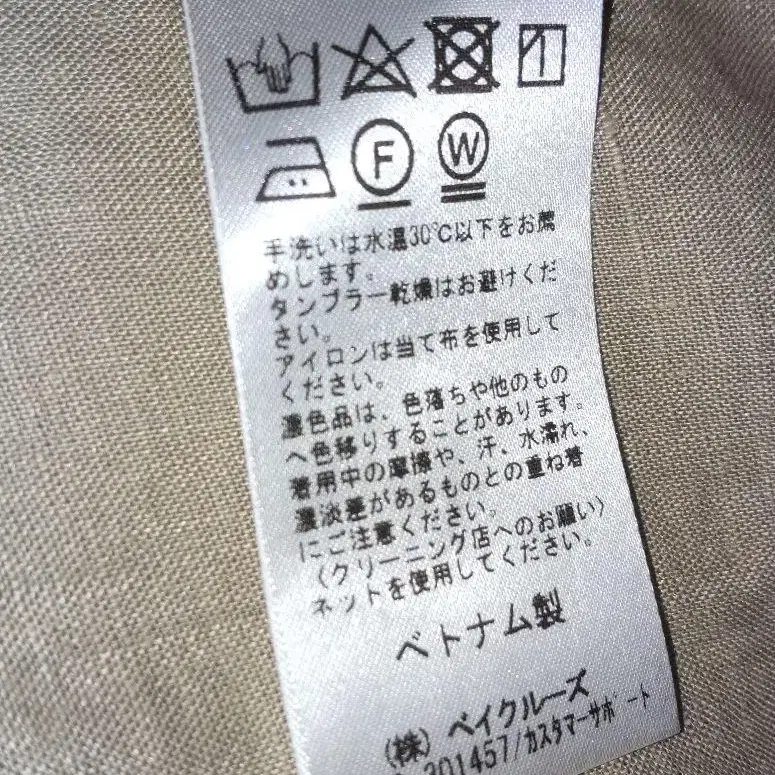 F W
手洗いは水温30℃以下をお薦
めします。
タンブラー乾燥はお避けくだ
さい。
アイロンは当て布を使用して
ください。
濃色品は、色落ちや他のもの
へ色移りすることがあります。
着用中の摩擦や、汗、水濡れ、
濃淡差があるものとの重ね着
にご注意ください。
〈クリーニング店へのお願い〉
ネットを使用してください。
ベトナム製
(株) ベイクルーズ
301457/カスタマーサポート